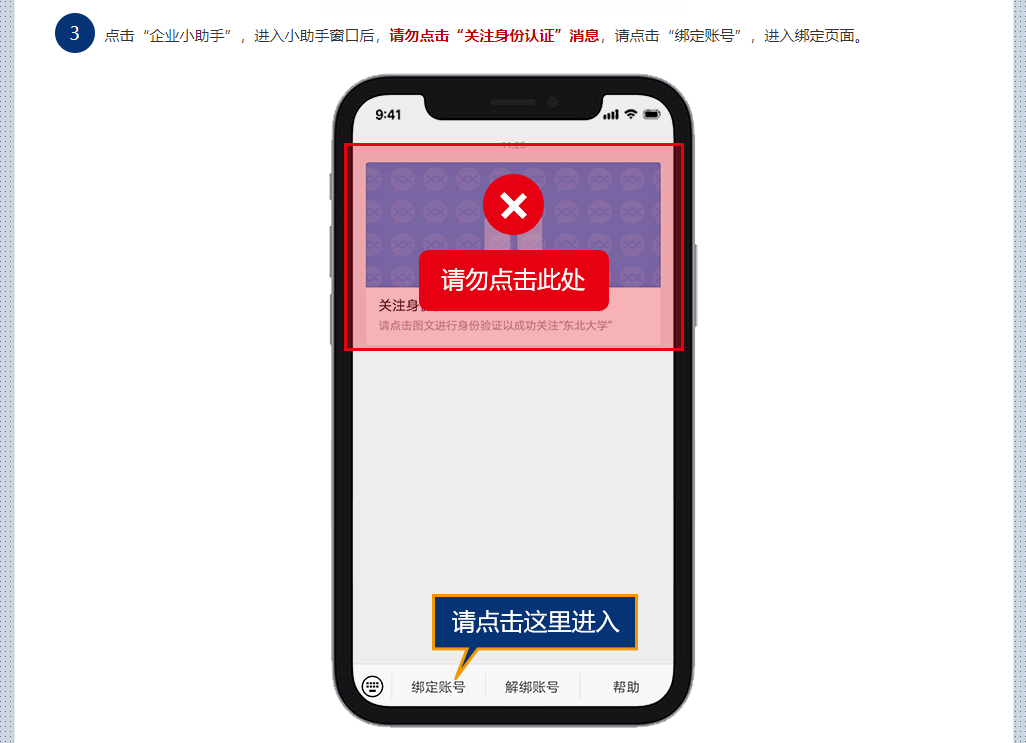 3
点击“企业小助手”，进入小助手窗口后，请勿点击“关注身份认证”消息，请点击“绑定账号”，进入绑定页面。
9:41
请勿点击此处
关注身
请点击图文进行身份验证以成功关注“东北大学”
请点击这里进入
绑定账号 解绑账号 帮助